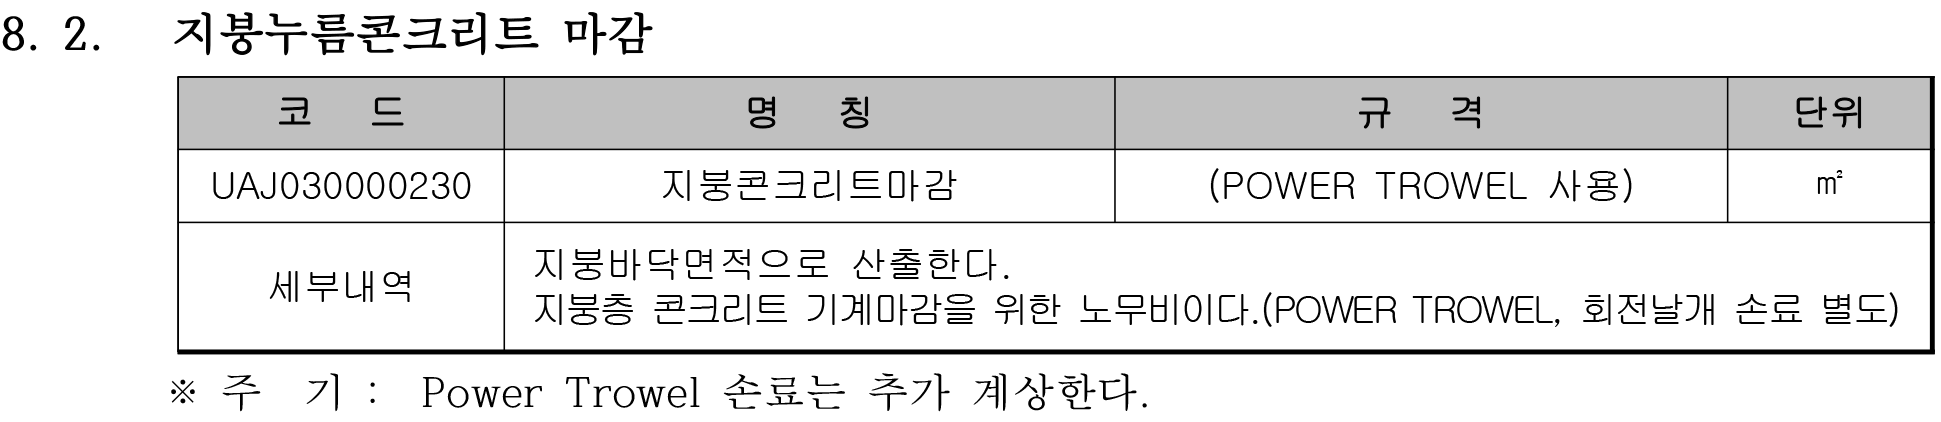 8. 2. 지붕누름콘크리트 마감
코 드 명 칭 규 격 단위
UAJ030000230 지붕콘크리트마감 (POWER TROWEL 사용) ㎡
세부내역
지붕바닥면적으로 산출한다.
지붕층 콘크리트 기계마감을 위한 노무비이다.(POWER TROWEL, 회전날개 손료 별도)
※ 주 기 : Power Trowel 손료는 추가 계상한다.